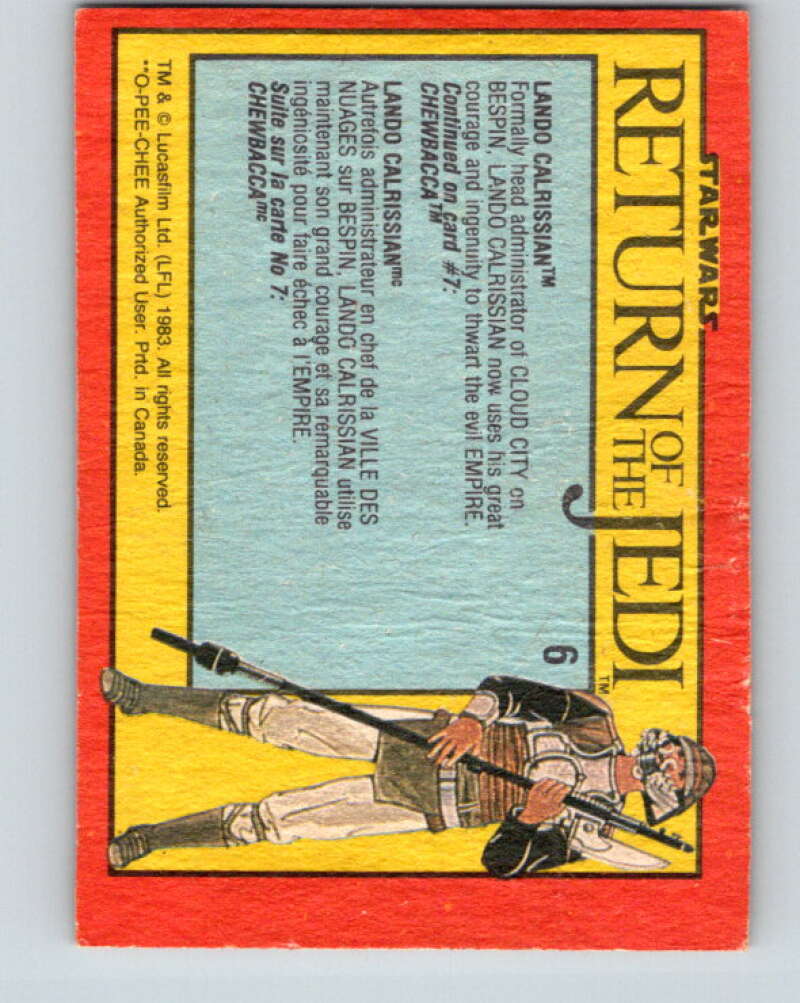 STAR WARS
RETURN OF THE JEDI™
6
LANDO CALRISSIAN™
Formally head administrator of CLOUD CITY on
BESPIN, LANDO CALRISSIAN now uses his great
courage and ingenuity to thwart the evil EMPIRE.
Continued on card #7:
CHEWBACCA™
LANDO CALRISSIANmc
Autrefois administrateur en chef de la VILLE DES
NUAGES sur BESPIN, LANDO CALRISSIAN utilise
maintenant son grand courage et sa remarquable
ingéniosité pour faire échec à l'EMPIRE.
Suite sur la carte No 7:
CHEWBACCAmc
TM & © Lucasfilm Ltd. (LFL) 1983. All rights reserved.
**O-PEE-CHEE Authorized User. Prtd. in Canada.